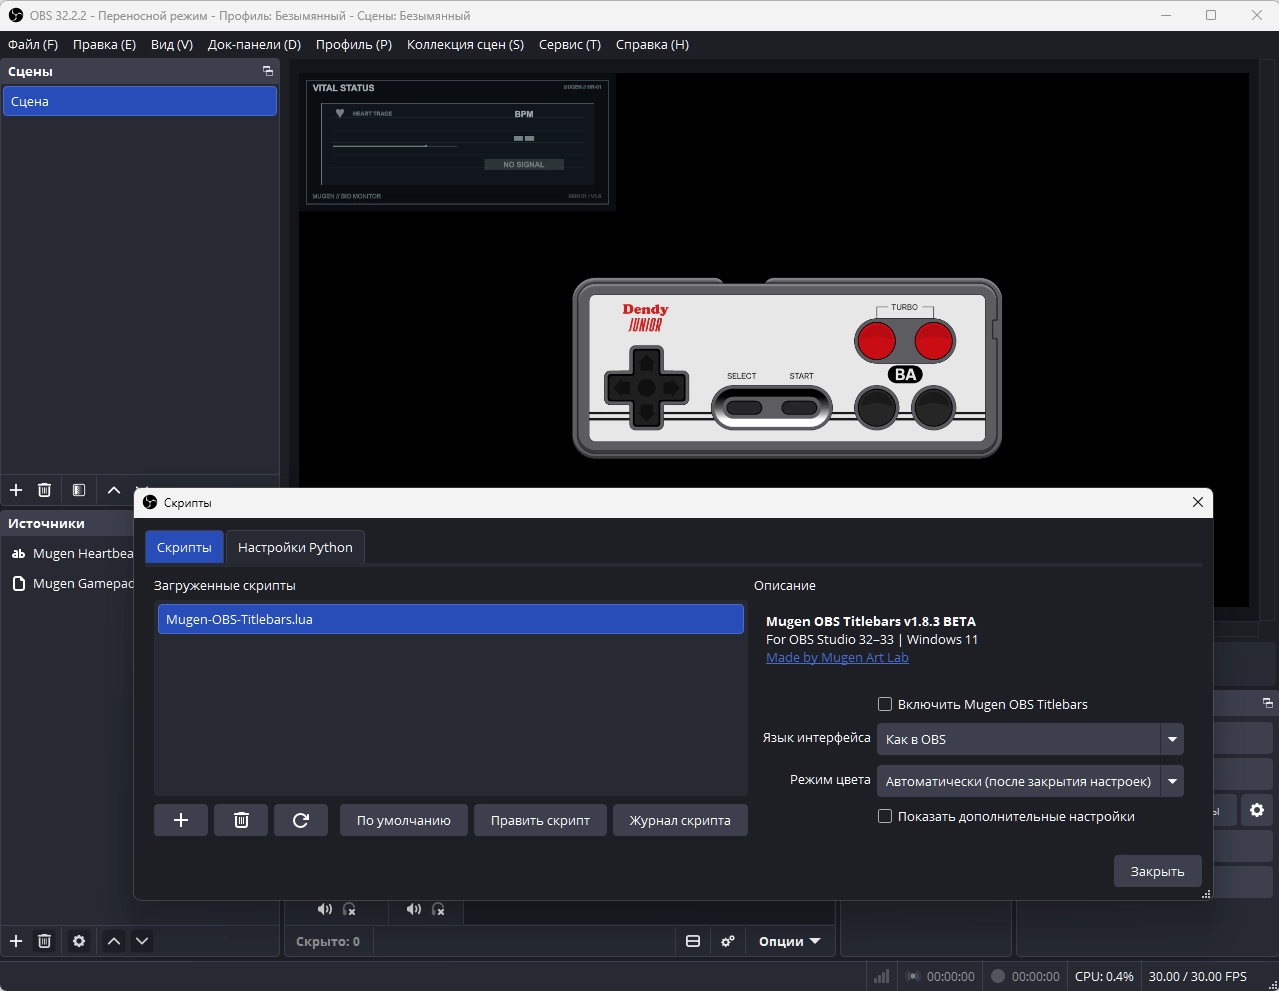 OBS 32.2.2 - Переносной режим - Профиль: Безымянный - Сцены: Безымянный
Файл (F) Правка (E) Вид (V) Док-панели (D) Профиль (P) Коллекция сцен (S) Сервис (T) Справка (H)
Сцены
Сцена
VITAL STATUS
HEART TRACE BPM
NO SIGNAL
MUGEN // BIO MONITOR
Dendy
JUNIOR
TURBO
SELECT START
BA
Источники
ab Mugen Heartbea
Mugen Gamepad
Скрипты
Скрипты Настройки Python
Загруженные скрипты
Mugen-OBS-Titlebars.lua
По умолчанию Править скрипт Журнал скрипта
Описание
Mugen OBS Titlebars v1.8.3 BETA
For OBS Studio 32–33 | Windows 11
Made by Mugen Art Lab
Включить Mugen OBS Titlebars
Язык интерфейса Как в OBS
Режим цвета Автоматически (после закрытия настроек)
Показать дополнительные настройки
Закрыть
ы
Скрыто: 0 Опции
00:00:00 00:00:00 CPU: 0.4% 30.00 / 30.00 FPS